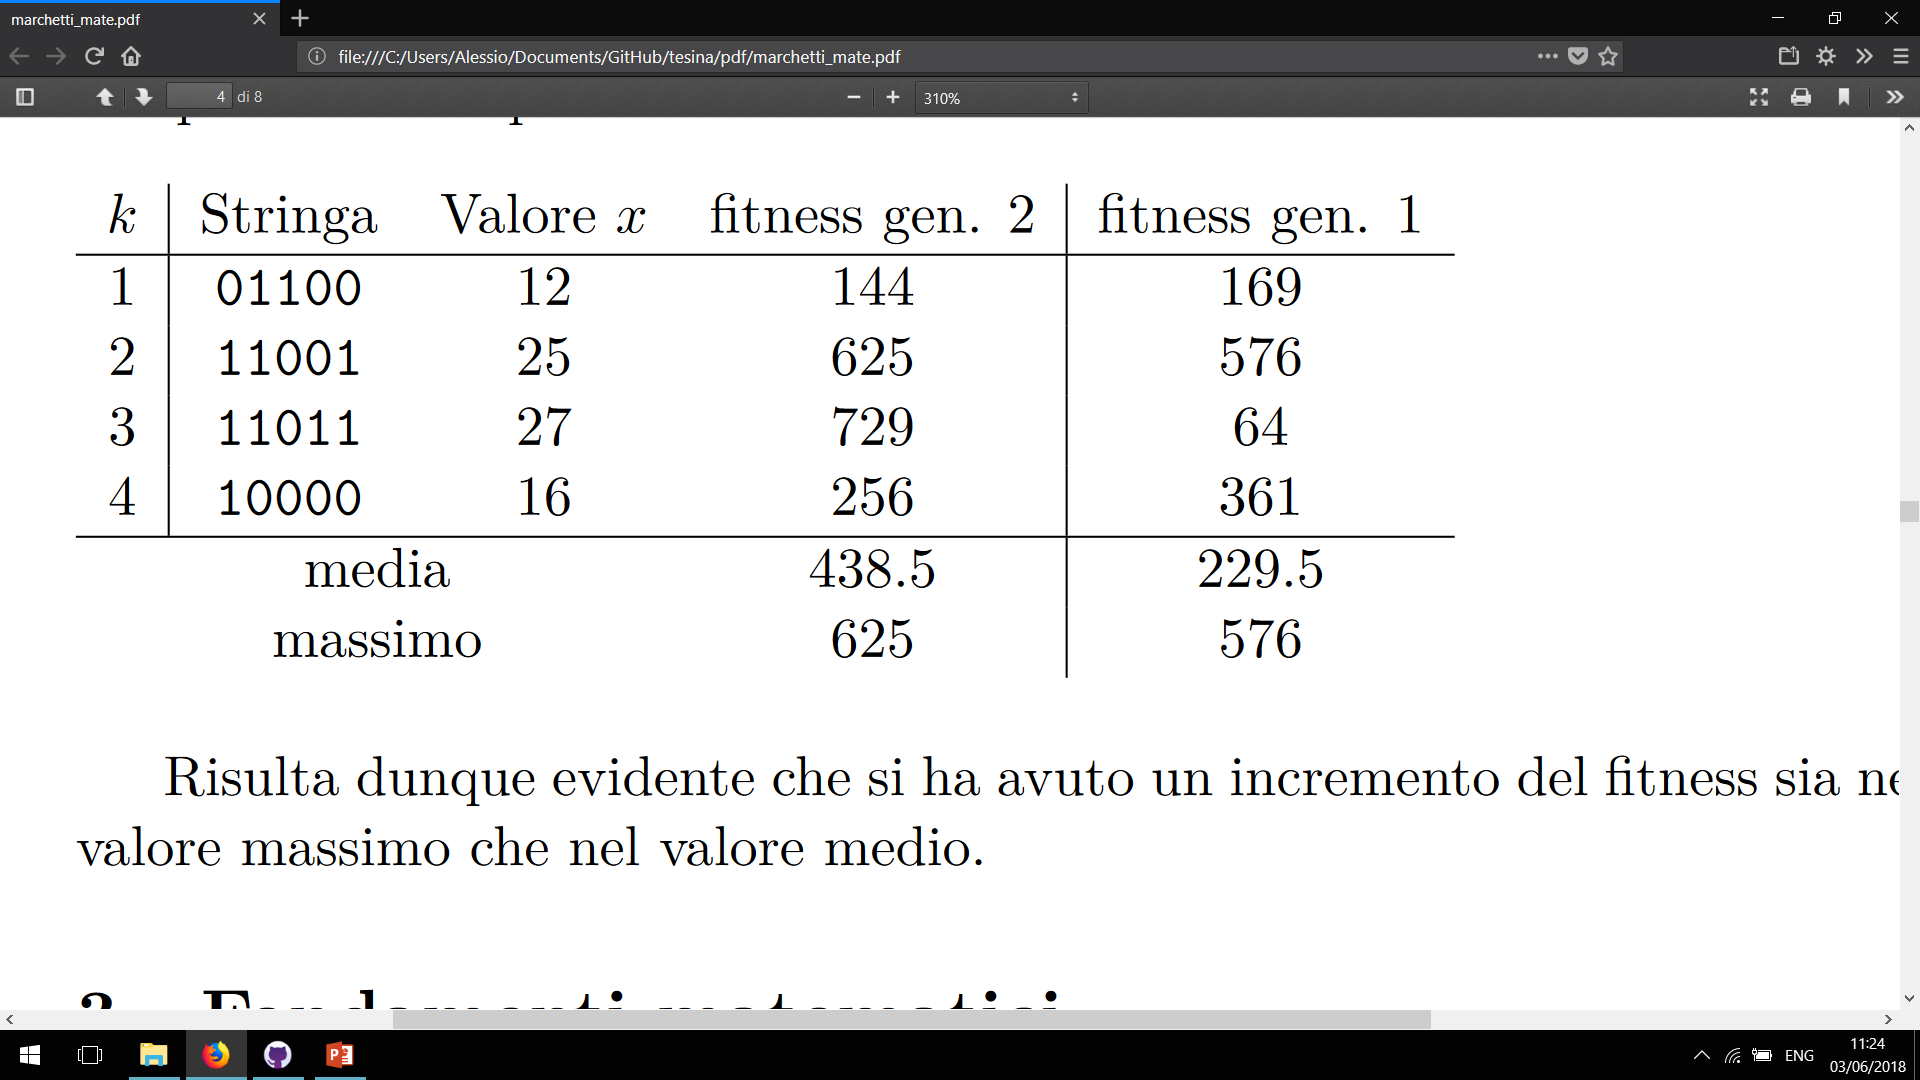 marchetti_mate.pdf
file:///C:/Users/Alessio/Documents/GitHub/tesina/pdf/marchetti_mate.pdf
4 di 8
310%
k Stringa Valore x fitness gen. 2 fitness gen. 1
1 01100 12 144 169
2 11001 25 625 576
3 11011 27 729 64
4 10000 16 256 361
media 438.5 229.5
massimo 625 576
Risulta dunque evidente che si ha avuto un incremento del fitness sia ne
valore massimo che nel valore medio.
Fondamenti matematici
ENG
11:24
03/06/2018